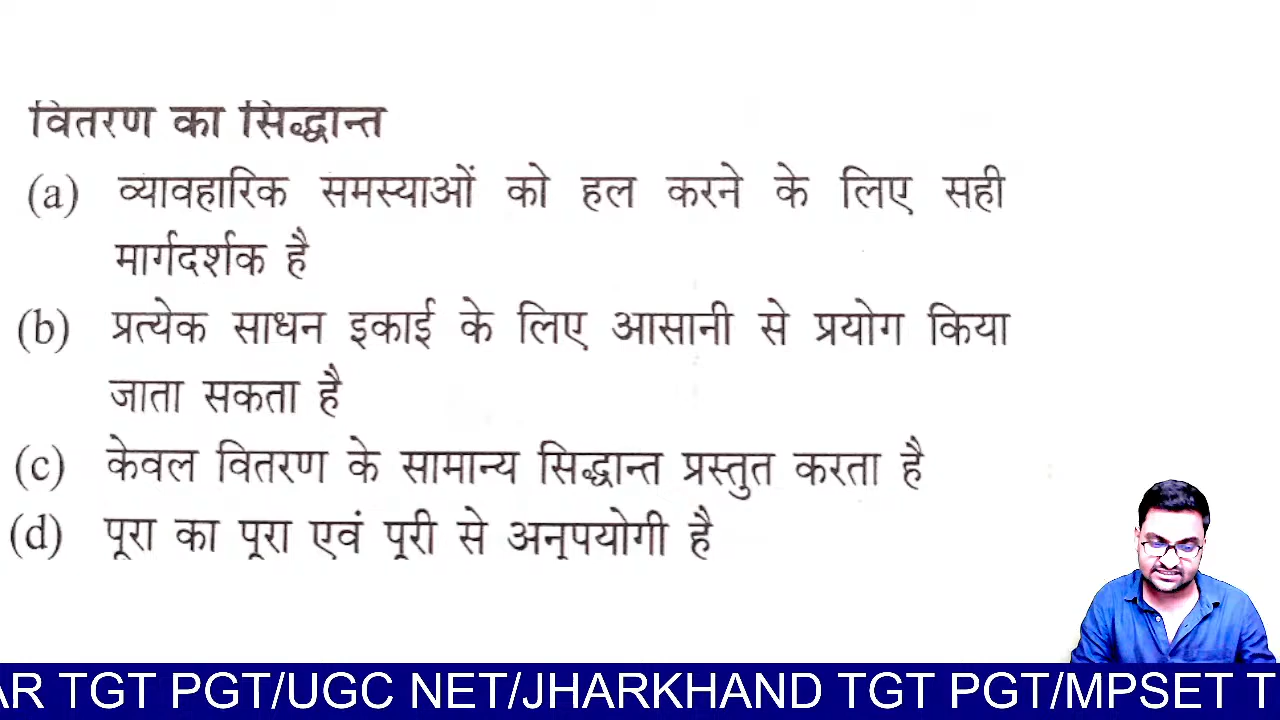 वितरण का सिद्धान्त
(a) व्यावहारिक समस्याओं को हल करने के लिए सही
मार्गदर्शक है
(b) प्रत्येक साधन इकाई के लिए आसानी से प्रयोग किया
जाता सकता है
(c) केवल वितरण के सामान्य सिद्धान्त प्रस्तुत करता है
(d) पूरा का पूरा एवं पूरी से अनुपयोगी है
AR TGT PGT/UGC NET/JHARKHAND TGT PGT/MPSET T